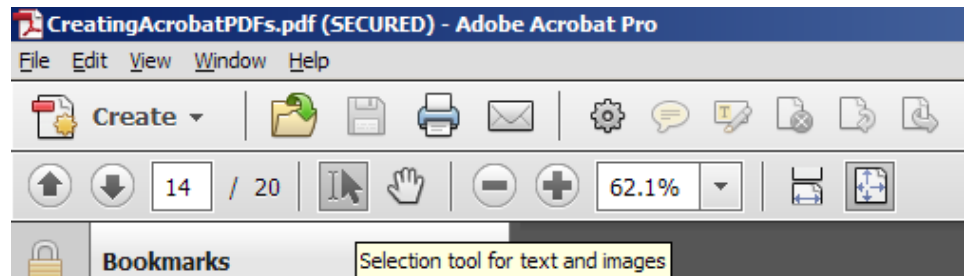 CreatingAcrobatPDFs.pdf (SECURED) - Adobe Acrobat Pro
File Edit View Window Help
Create
14 / 20 62.1%
Bookmarks
Selection tool for text and images